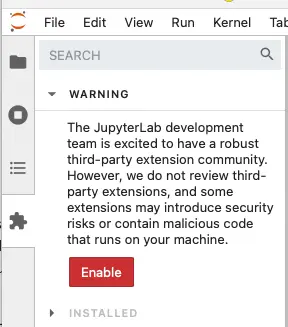 File Edit View Run Kernel Tab
SEARCH
WARNING
The JupyterLab development
team is excited to have a robust
third-party extension community.
However, we do not review third-
party extensions, and some
extensions may introduce security
risks or contain malicious code
that runs on your machine.
Enable
INSTALLED